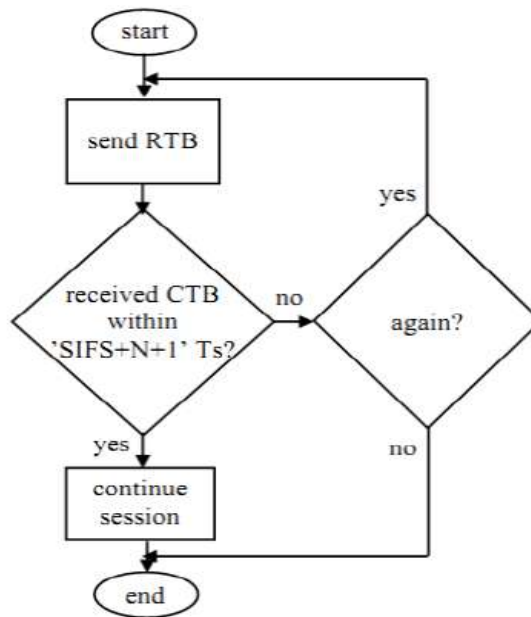 start
send RTB
yes
received CTB
within
’SIFS+N+1’ Ts?
no
again?
yes
no
continue
session
end